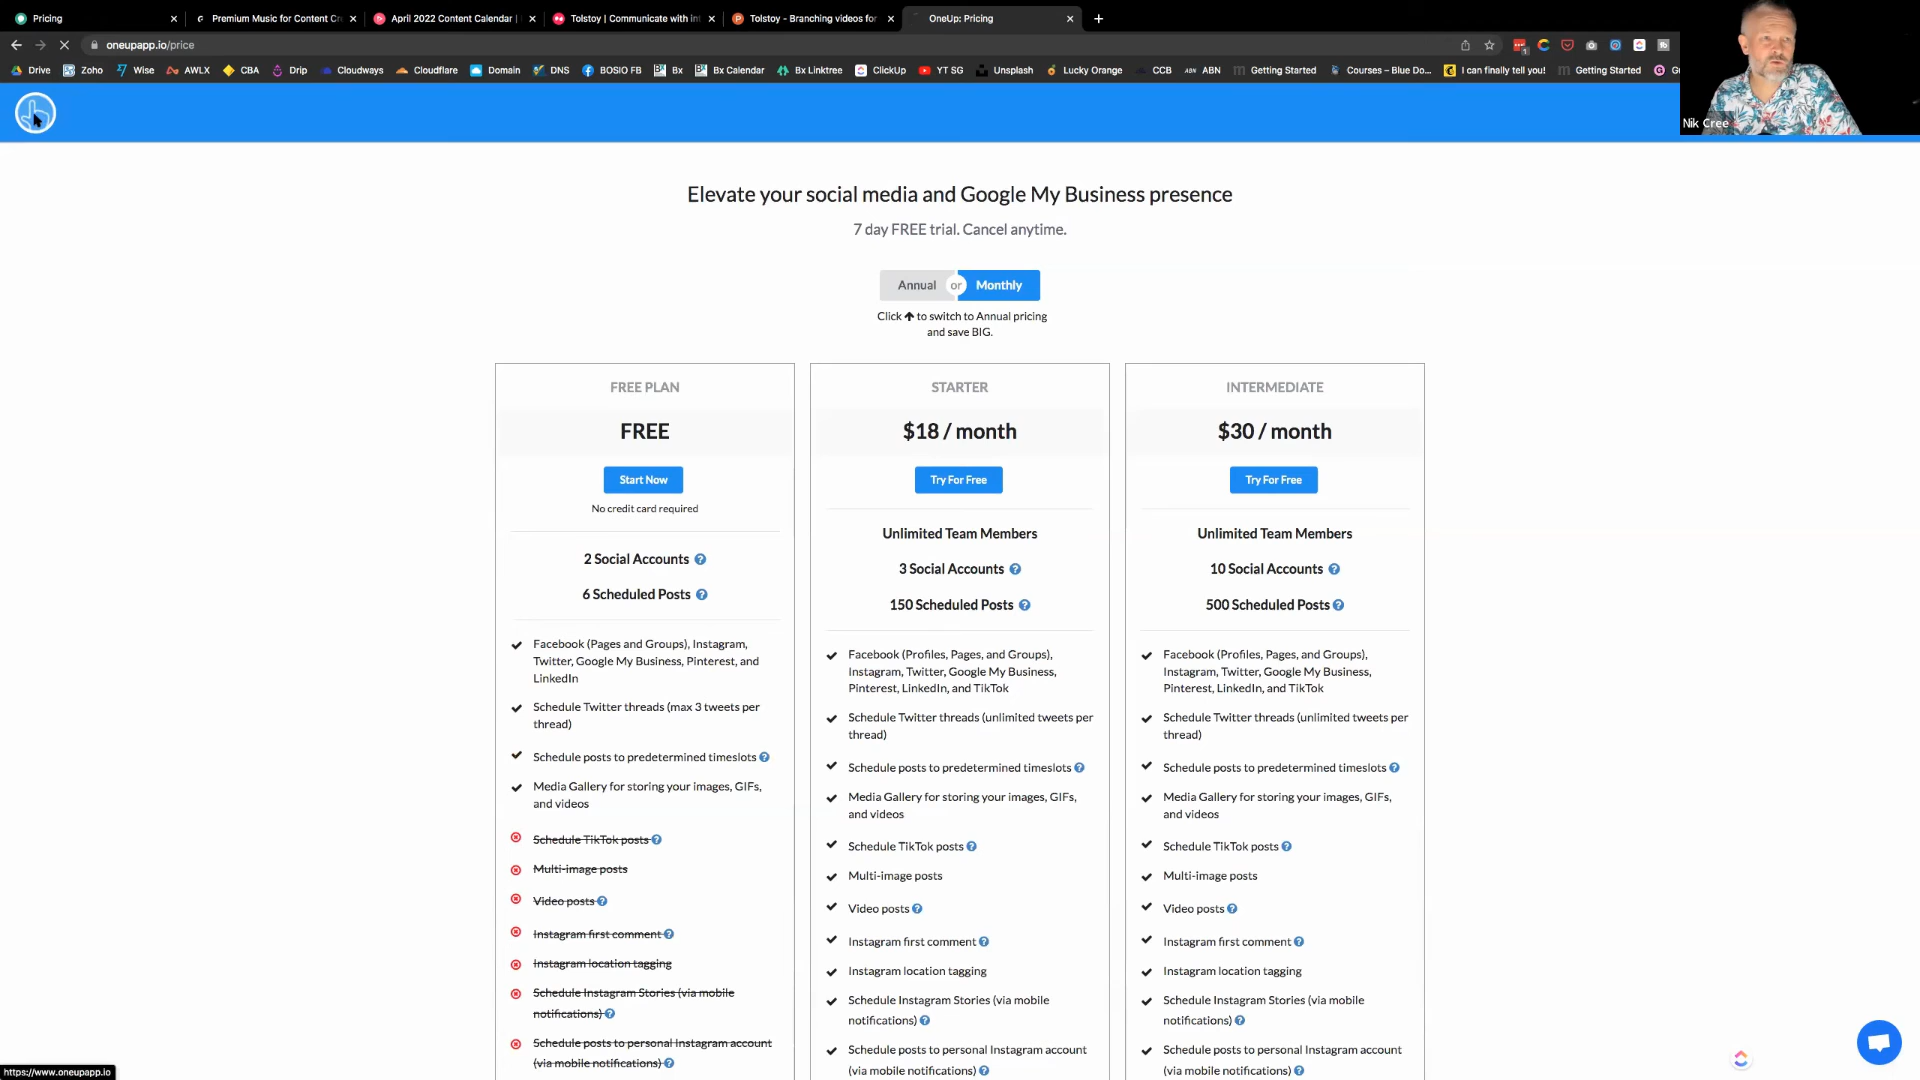 Pricing
Premium Music for Content Cr
April 2022 Content Calendar |
Tolstoy | Communicate with int
Tolstoy - Branching videos for
OneUp: Pricing
oneupapp.io/price
Drive
Zoho
Wise
AWLX
CBA
Drip
Cloudways
Cloudflare
Domain
DNS
BOSIO FB
Bx
Bx Calendar
Bx Linktree
ClickUp
YT SG
Unsplash
Lucky Orange
CCB
ABN
Getting Started
Courses – Blue Do...
I can finally tell you!
Getting Started
Nik Cree
Elevate your social media and Google My Business presence
7 day FREE trial. Cancel anytime.
Annual or Monthly
Click ↑ to switch to Annual pricing
and save BIG.
FREE PLAN
FREE
Start Now
No credit card required
2 Social Accounts ?
6 Scheduled Posts ?
Facebook (Pages and Groups), Instagram,
Twitter, Google My Business, Pinterest, and
LinkedIn
Schedule Twitter threads (max 3 tweets per
thread)
Schedule posts to predetermined timeslots ?
Media Gallery for storing your images, GIFs,
and videos
Schedule TikTok posts ?
Multi-image posts
Video posts ?
Instagram first comment ?
Instagram location tagging
Schedule Instagram Stories (via mobile
notifications) ?
Schedule posts to personal Instagram account
(via mobile notifications) ?
STARTER
$18 / month
Try For Free
Unlimited Team Members
3 Social Accounts ?
150 Scheduled Posts ?
Facebook (Profiles, Pages, and Groups),
Instagram, Twitter, Google My Business,
Pinterest, LinkedIn, and TikTok
Schedule Twitter threads (unlimited tweets per
thread)
Schedule posts to predetermined timeslots ?
Media Gallery for storing your images, GIFs,
and videos
Schedule TikTok posts ?
Multi-image posts
Video posts ?
Instagram first comment ?
Instagram location tagging
Schedule Instagram Stories (via mobile
notifications) ?
Schedule posts to personal Instagram account
(via mobile notifications) ?
INTERMEDIATE
$30 / month
Try For Free
Unlimited Team Members
10 Social Accounts ?
500 Scheduled Posts ?
Facebook (Profiles, Pages, and Groups),
Instagram, Twitter, Google My Business,
Pinterest, LinkedIn, and TikTok
Schedule Twitter threads (unlimited tweets per
thread)
Schedule posts to predetermined timeslots ?
Media Gallery for storing your images, GIFs,
and videos
Schedule TikTok posts ?
Multi-image posts
Video posts ?
Instagram first comment ?
Instagram location tagging
Schedule Instagram Stories (via mobile
notifications) ?
Schedule posts to personal Instagram account
(via mobile notifications) ?
https://www.oneupapp.io